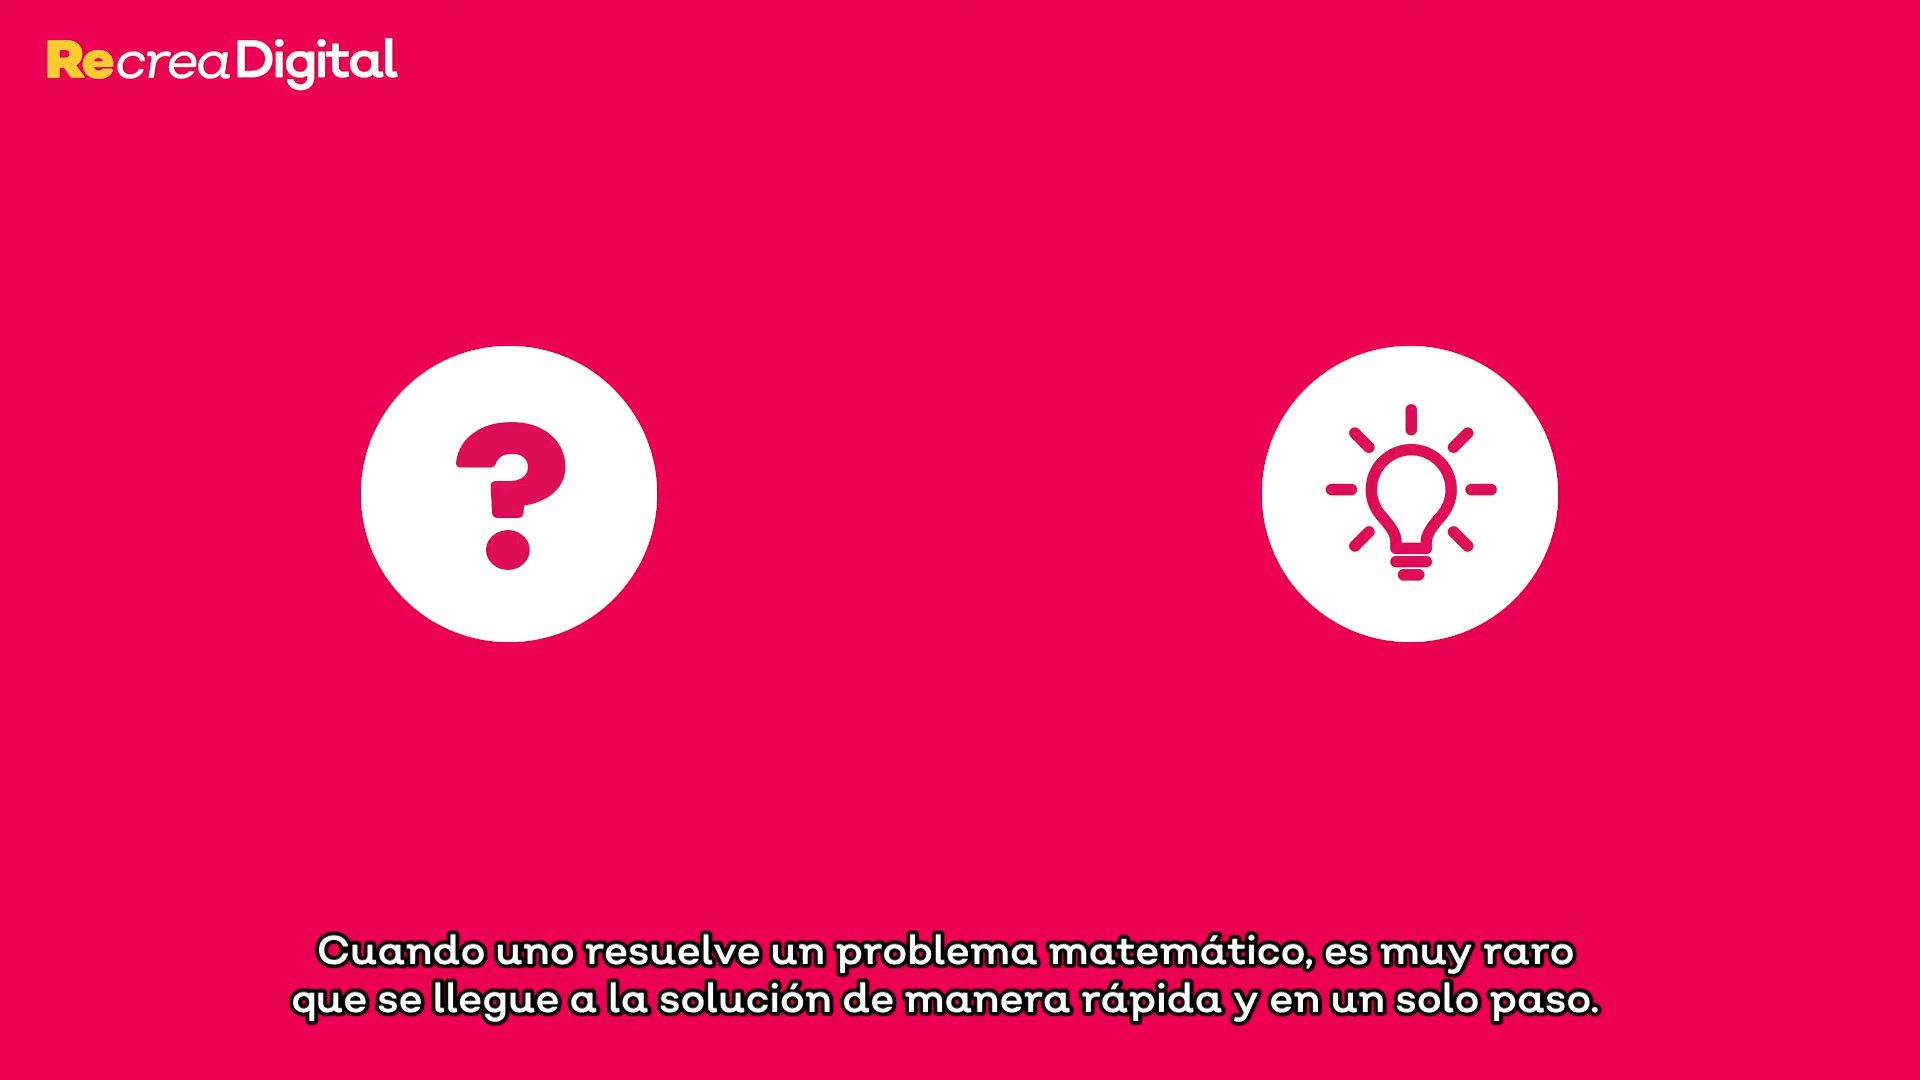 RecreaDigital
?
Cuando uno resuelve un problema matemático, es muy raro
que se llegue a la solución de manera rápida y en un solo paso.